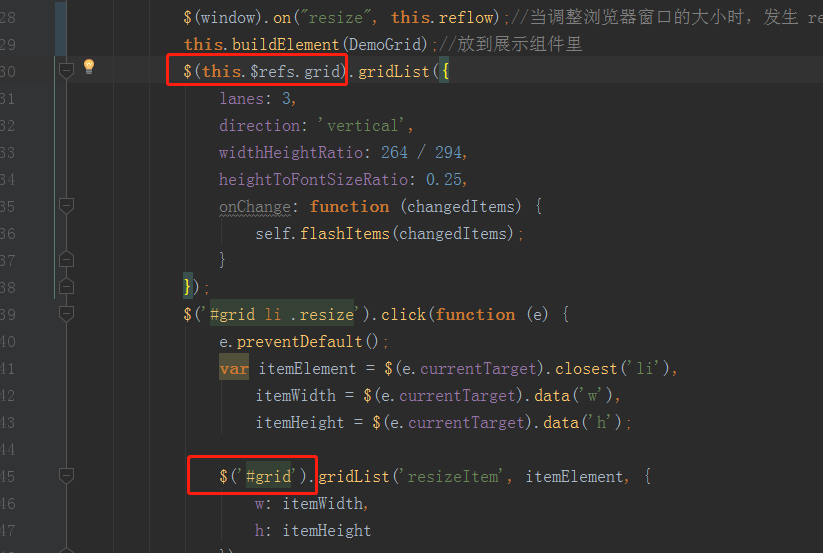 28 $(window).on("resize", this.reflow);//当调整浏览器窗口的大小时，发生 re
29 this.buildElement(DemoGrid);//放到展示组件里
30 $(this.$refs.grid).gridList({
31 lanes: 3,
32 direction: 'vertical',
33 widthHeightRatio: 264 / 294,
34 heightToFontSizeRatio: 0.25,
35 onChange: function (changedItems) {
36 self.flashItems(changedItems);
37 }
38 });
39 $('#grid li .resize').click(function (e) {
40 e.preventDefault();
41 var itemElement = $(e.currentTarget).closest('li'),
42 itemWidth = $(e.currentTarget).data('w'),
43 itemHeight = $(e.currentTarget).data('h');
44
45 $('#grid').gridList('resizeItem', itemElement, {
46 w: itemWidth,
47 h: itemHeight
})